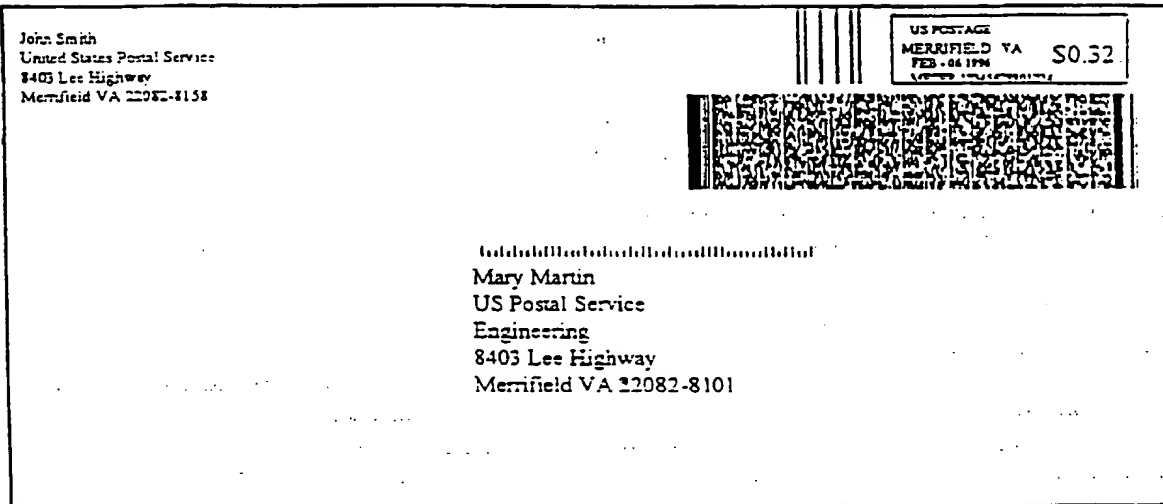 John Smith
United States Postal Service
8403 Lee Highway
Merrifield VA 22082-8158
US POSTAGE
MERRIFIELD VA
FEB - 06 1996
$0.32
Mary Martin
US Postal Service
Engineering
8403 Lee Highway
Merrifield VA 22082-8101